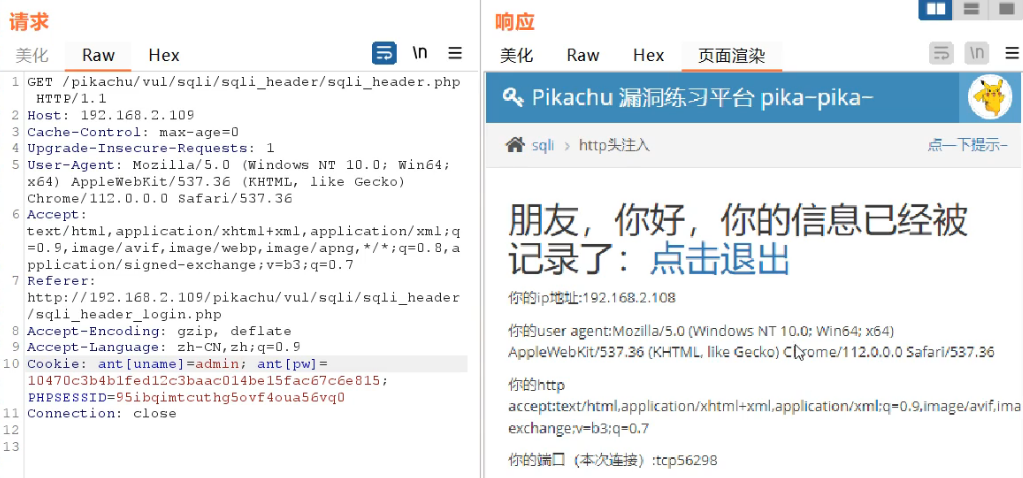 请求
美化 Raw Hex \n
1 GET /pikachu/vul/sqli/sqli_header/sqli_header.php
HTTP/1.1
2 Host: 192.168.2.109
3 Cache-Control: max-age=0
4 Upgrade-Insecure-Requests: 1
5 User-Agent: Mozilla/5.0 (Windows NT 10.0; Win64;
x64) AppleWebKit/537.36 (KHTML, like Gecko)
Chrome/112.0.0.0 Safari/537.36
6 Accept:
text/html,application/xhtml+xml,application/xml;q
=0.9,image/avif,image/webp,image/apng,*/*;q=0.8,a
pplication/signed-exchange;v=b3;q=0.7
7 Referer:
http://192.168.2.109/pikachu/vul/sqli/sqli_header
/sqli_header_login.php
8 Accept-Encoding: gzip, deflate
9 Accept-Language: zh-CN,zh;q=0.9
10 Cookie: ant[uname]=admin; ant[pw]=
10470c3b4b1fed12c3baac014be15fac67c6e815;
PHPSESSID=95ibqimtcuthg5ovf4oua56vq0
11 Connection: close
12
13
响应
美化 Raw Hex 页面渲染 \n
Pikachu 漏洞练习平台 pika~pika~
sqli › http头注入 点一下提示~
朋友，你好，你的信息已经被
记录了：点击退出
你的ip地址:192.168.2.108
你的user agent:Mozilla/5.0 (Windows NT 10.0; Win64; x64)
AppleWebKit/537.36 (KHTML, like Gecko) Chrome/112.0.0.0 Safari/537.36
你的http
accept:text/html,application/xhtml+xml,application/xml;q=0.9,image/avif,ima
exchange;v=b3;q=0.7
你的端口（本次连接）:tcp56298